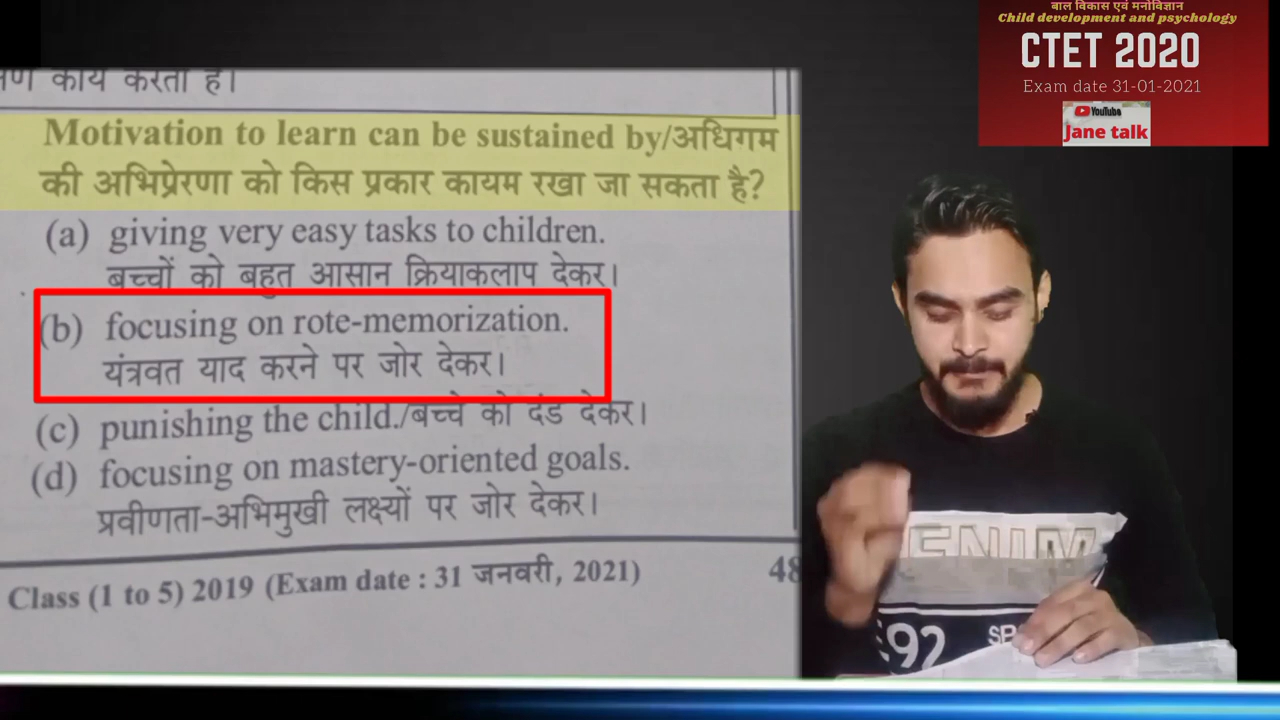 बाल विकास एवं मनोविज्ञान
Child development and psychology
CTET 2020
Exam date 31-01-2021
YouTube
Jane talk
कार्य करता है।
Motivation to learn can be sustained by/अधिगम
की अभिप्रेरणा को किस प्रकार कायम रखा जा सकता है?
(a) giving very easy tasks to children.
बच्चों को बहुत आसान क्रियाकलाप देकर।
(b) focusing on rote-memorization.
यंत्रवत याद करने पर जोर देकर।
(c) punishing the child./बच्चे को दंड देकर।
(d) focusing on mastery-oriented goals.
प्रवीणता-अभिमुखी लक्ष्यों पर जोर देकर।
Class (1 to 5) 2019 (Exam date : 31 जनवरी, 2021)
48
DENIM
92
SP